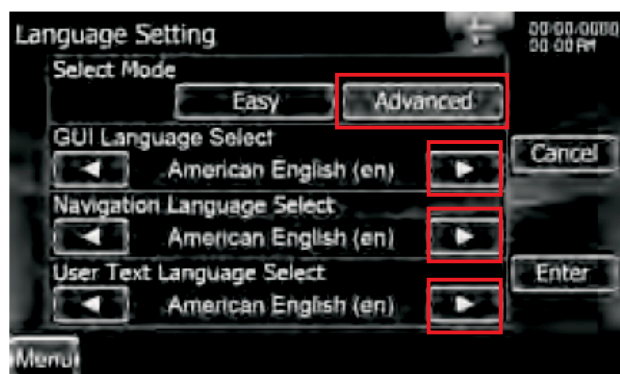 Language Setting
00/00/0000
00:00AM
Select Mode
Easy
Advanced
GUI Language Select
American English (en)
Cancel
Navigation Language Select
American English (en)
User Text Language Select
Enter
American English (en)
Menu